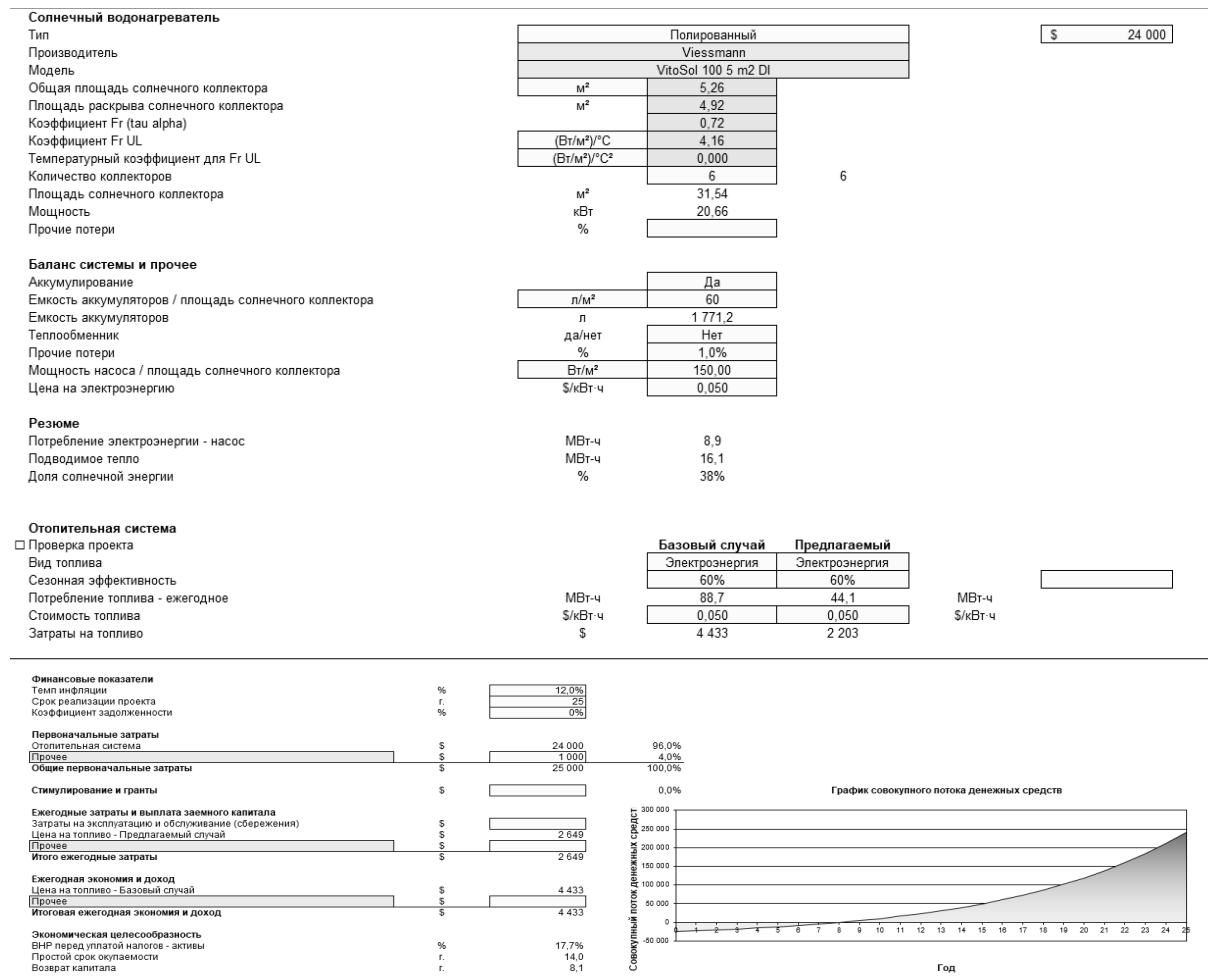 Солнечный водонагреватель
Тип Полированный $ 24 000
Производитель Viessmann
Модель VitoSol 100 5 m2 DI
Общая площадь солнечного коллектора м² 5,26
Площадь раскрыва солнечного коллектора м² 4,92
Коэффициент Fr (tau alpha) 0,72
Коэффициент Fr UL (Вт/м²)/°C 4,16
Температурный коэффициент для Fr UL (Вт/м²)/°C² 0,000
Количество коллекторов 6 6
Площадь солнечного коллектора м² 31,54
Мощность кВт 20,66
Прочие потери %
Баланс системы и прочее
Аккумулирование Да
Емкость аккумуляторов / площадь солнечного коллектора л/м² 60
Емкость аккумуляторов л 1 771,2
Теплообменник да/нет Нет
Прочие потери % 1,0%
Мощность насоса / площадь солнечного коллектора Вт/м² 150,00
Цена на электроэнергию $/кВт·ч 0,050
Резюме
Потребление электроэнергии - насос МВт-ч 8,9
Подводимое тепло МВт-ч 16,1
Доля солнечной энергии % 38%
Отопительная система
Проверка проекта Базовый случай Предлагаемый
Вид топлива Электроэнергия Электроэнергия
Сезонная эффективность 60% 60%
Потребление топлива - ежегодное МВт-ч 88,7 44,1 МВт-ч
Стоимость топлива $/кВт·ч 0,050 0,050 $/кВт·ч
Затраты на топливо $ 4 433 2 203
Финансовые показатели
Темп инфляции % 12,0%
Срок реализации проекта г. 25
Коэффициент задолженности % 0%
Первоначальные затраты
Отопительная система $ 24 000 96,0%
Прочее $ 1 000 4,0%
Общие первоначальные затраты $ 25 000 100,0%
Стимулирование и гранты $ 0,0%
Ежегодные затраты и выплата заемного капитала
Затраты на эксплуатацию и обслуживание (сбережения) $
Цена на топливо - Предлагаемый случай $ 2 649
Прочее $
Итого ежегодные затраты $ 2 649
Ежегодная экономия и доход
Цена на топливо - Базовый случай $ 4 433
Прочее $
Итоговая ежегодная экономия и доход $ 4 433
Экономическая целесообразность
ВНР перед уплатой налогов - активы % 17,7%
Простой срок окупаемости г. 14,0
Возврат капитала г. 8,1
График совокупного потока денежных средств
Совокупный поток денежных средст
300 000
250 000
200 000
150 000
100 000
50 000
0
-50 000
0 1 2 3 4 5 6 7 8 9 10 11 12 13 14 15 16 17 18 19 20 21 22 23 24 25
Год